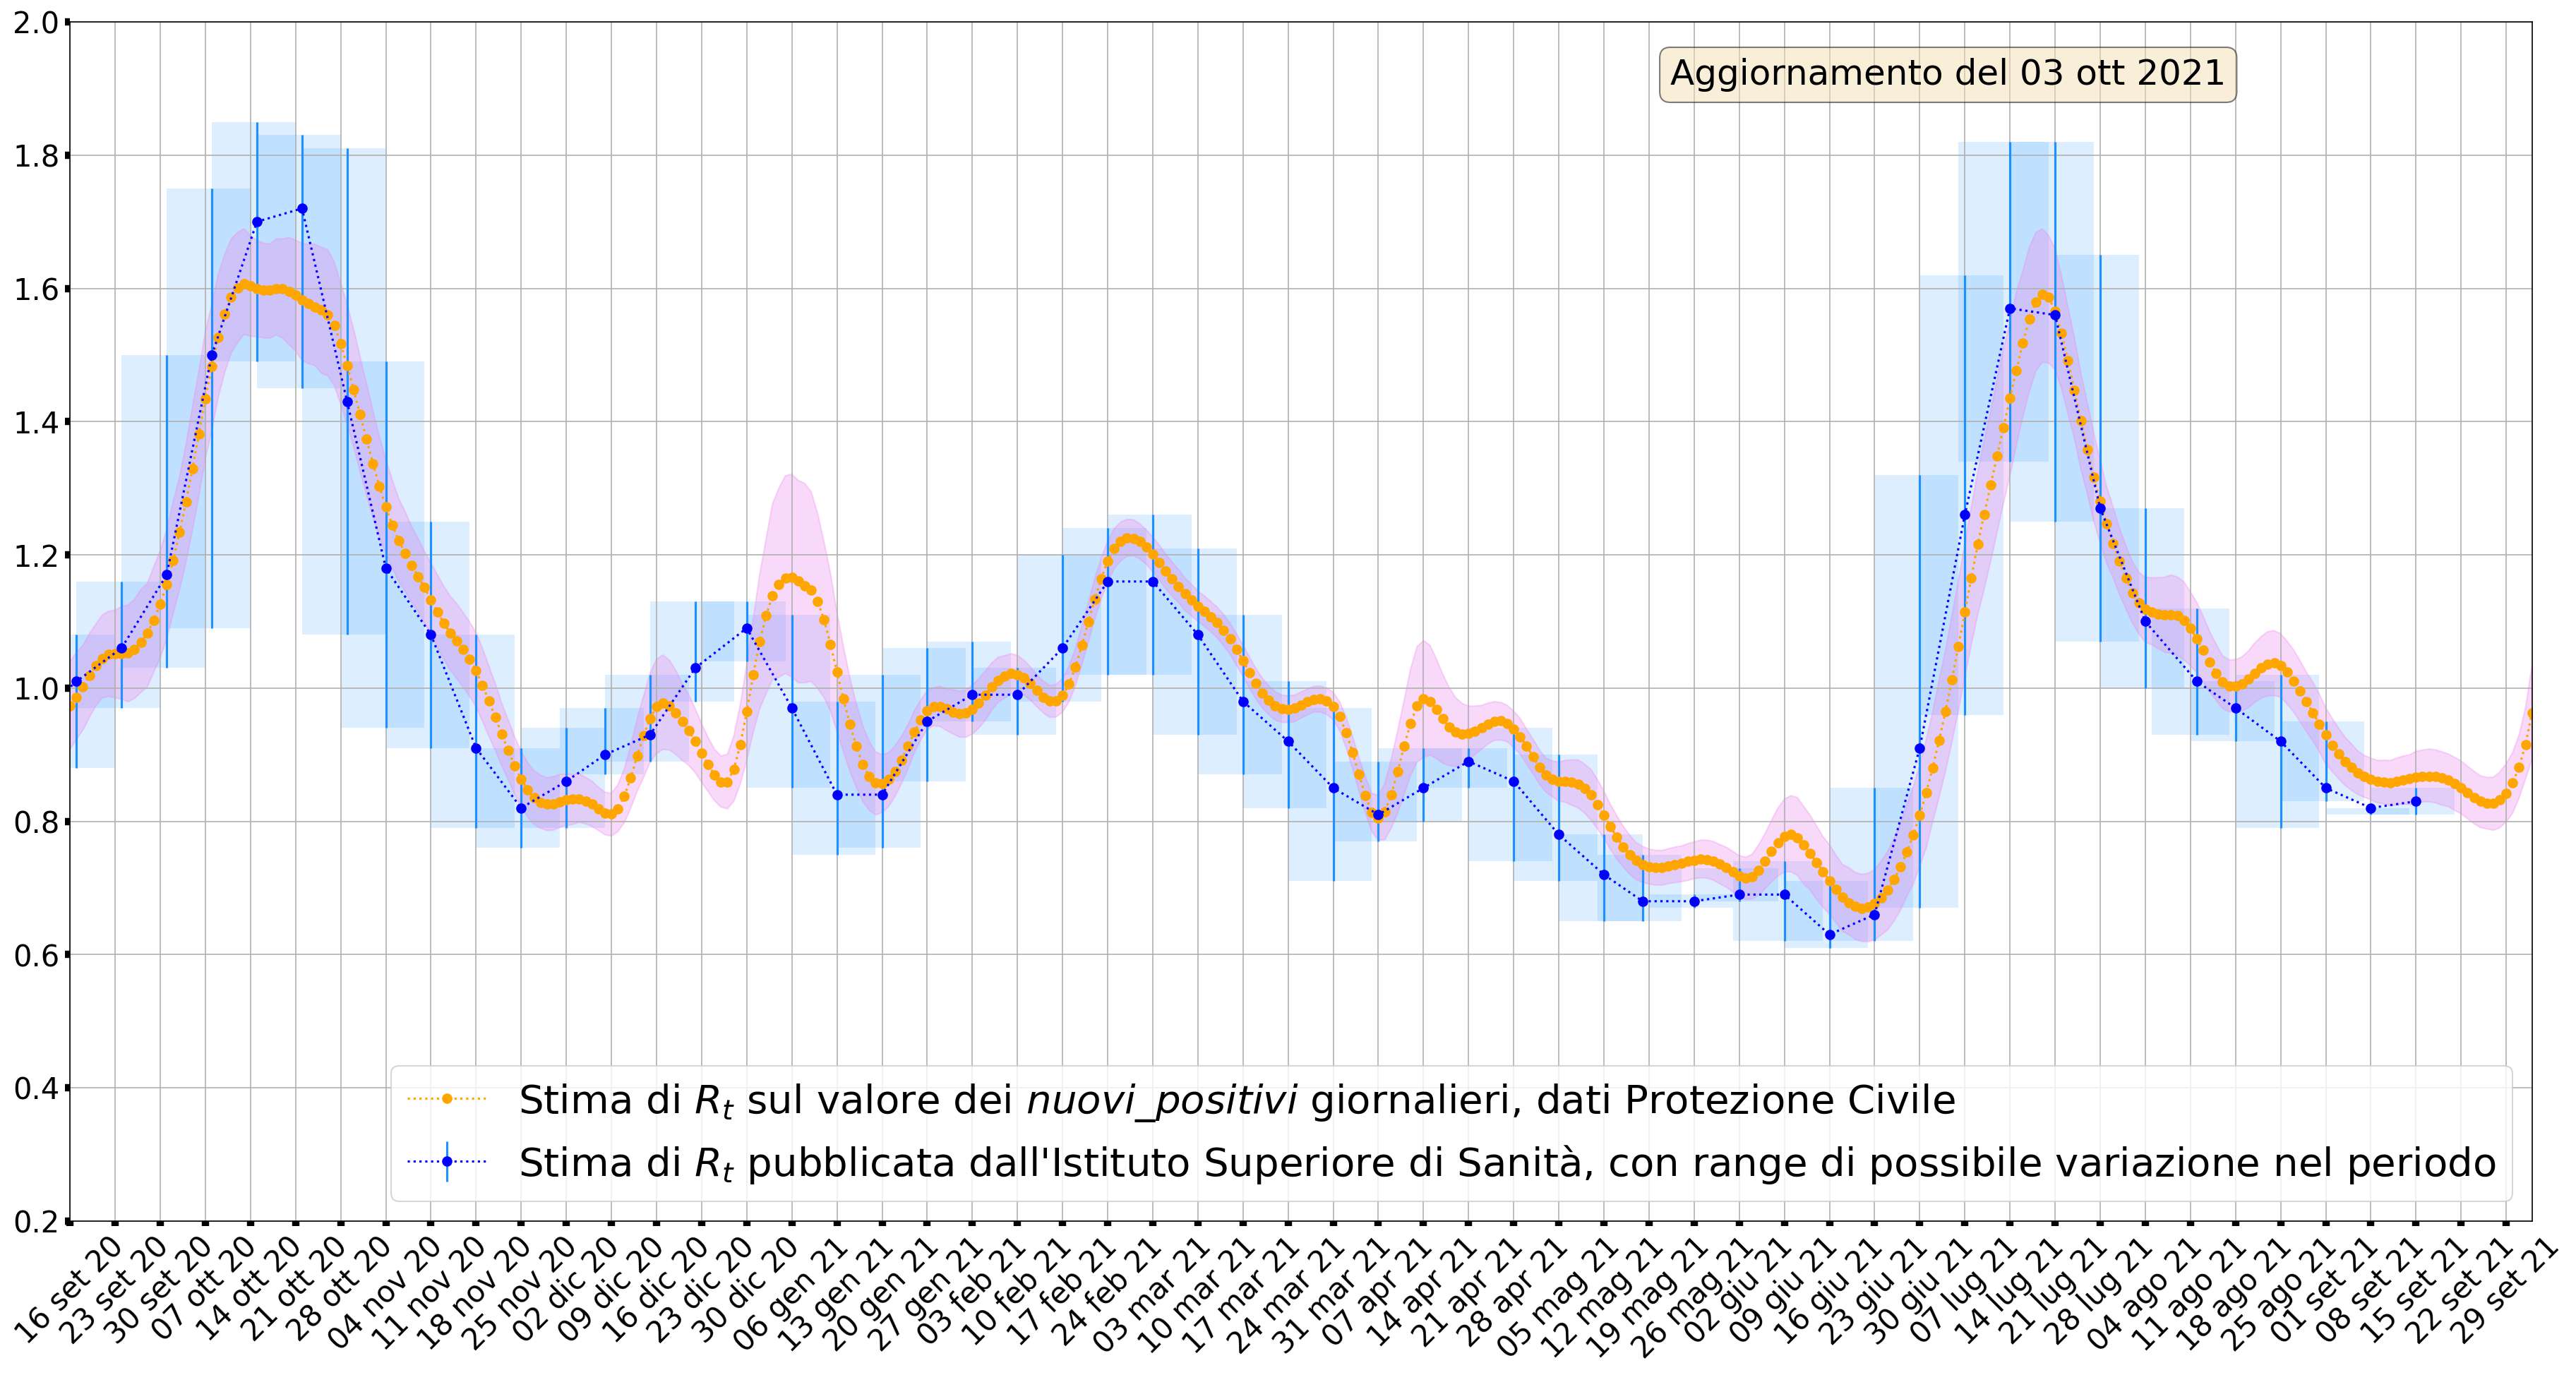 2.0
Aggiornamento del 03 ott 2021
1.8
1.6
1.4
1.2
1.0
0.8
0.6
0.4
Stima di Rt sul valore dei nuovi_positivi giornalieri, dati Protezione Civile
Stima di Rt pubblicata dall'Istituto Superiore di Sanità, con range di possibile variazione nel periodo
0.2
16 set 20
23 set 20
30 set 20
07 ott 20
14 ott 20
21 ott 20
28 ott 20
04 nov 20
11 nov 20
18 nov 20
25 nov 20
02 dic 20
09 dic 20
16 dic 20
23 dic 20
30 dic 20
06 gen 21
13 gen 21
20 gen 21
27 gen 21
03 feb 21
10 feb 21
17 feb 21
24 feb 21
03 mar 21
10 mar 21
17 mar 21
24 mar 21
31 mar 21
07 apr 21
14 apr 21
21 apr 21
28 apr 21
05 mag 21
12 mag 21
19 mag 21
26 mag 21
02 giu 21
09 giu 21
16 giu 21
23 giu 21
30 giu 21
07 lug 21
14 lug 21
21 lug 21
28 lug 21
04 ago 21
11 ago 21
18 ago 21
25 ago 21
01 set 21
08 set 21
15 set 21
22 set 21
29 set 21